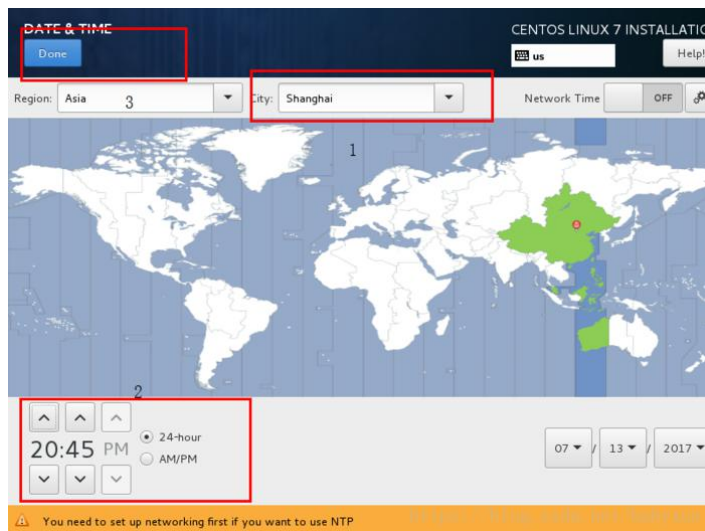 DATE & TIME
CENTOS LINUX 7 INSTALLATIO
Done
us
Help!
Region: Asia 3 City: Shanghai Network Time OFF
1
2
20:45 PM
24-hour
AM/PM
07 / 13 / 2017
You need to set up networking first if you want to use NTP